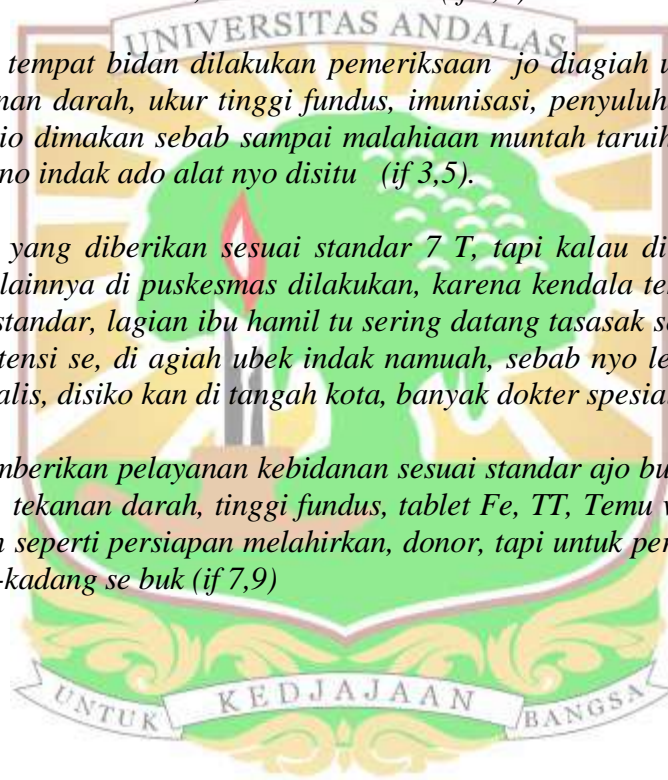 UNIVERSITAS ANDALAS
tempat bidan dilakukan pemeriksaan jo diagiah u
nan darah, ukur tinggi fundus, imunisasi, penyuluh
io dimakan sebab sampai malahiaan muntah taruih
no indak ado alat nyo disitu (if 3,5).
yang diberikan sesuai standar 7 T, tapi kalau di
lainnya di puskesmas dilakukan, karena kendala te
standar, lagian ibu hamil tu sering datang tasasak s
tensi se, di agiah ubek indak namuah, sebab nyo le
alis, disiko kan di tangah kota, banyak dokter spesia
mberikan pelayanan kebidanan sesuai standar ajo bu
tekanan darah, tinggi fundus, tablet Fe, TT, Temu
n seperti persiapan melahirkan, donor, tapi untuk pe
-kadang se buk (if 7,9)
UNTUK KEDJAJAAN BANGSA